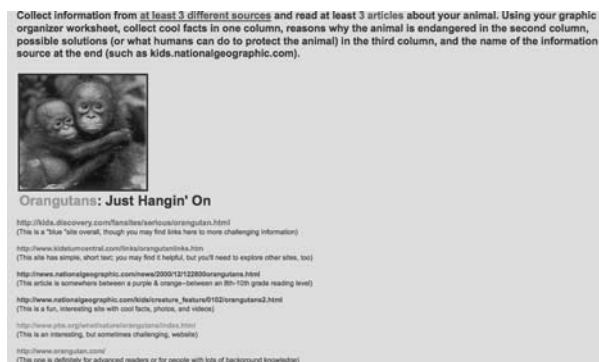 Collect information from at least 3 different sources and read at least 3 articles about your animal. Using your graphic
organizer worksheet, collect cool facts in one column, reasons why the animal is endangered in the second column,
possible solutions (or what humans can do to protect the animal) in the third column, and the name of the information
source at the end (such as kids.nationalgeographic.com).
Orangutans: Just Hangin' On
http://kids.discovery.com/fansites/serious/orangutan.html
(This is a "blue "site overall, though you may find links here to more challenging information)
http://www.kidsturncentral.com/links/orangutanlinks.htm
(This site has simple, short text; you may find it helpful, but you'll need to explore other sites, too)
http://news.nationalgeographic.com/news/2000/12/122800orangutans.html
(This article is somewhere between a purple & orange--between an 8th-10th grade reading level)
http://www.nationalgeographic.com/kids/creature_feature/0102/orangutans2.html
(This is a fun, interesting site with cool facts, photos, and videos)
http://www.pbs.org/wnet/nature/orangutans/index.html
(This is an interesting, but sometimes challenging, website)
http://www.orangutan.com/
(This one is definitely for advanced readers or for people with lots of background knowledge)